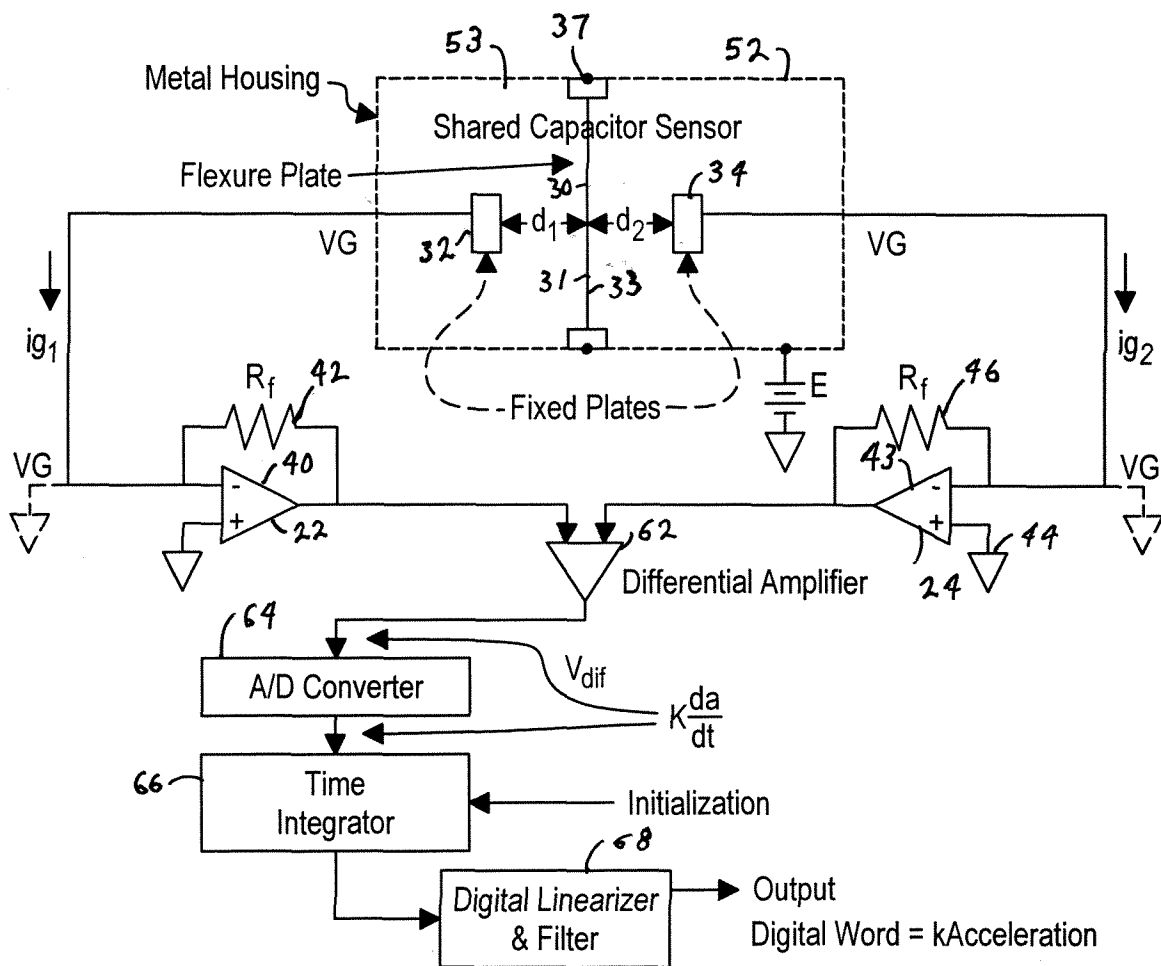 53
37
52
Metal Housing
Shared Capacitor Sensor
Flexure Plate
30
34
VG
32
d1
d2
VG
31
33
ig1
ig2
Rf
42
Fixed Plates
E
Rf
46
VG
40
-
+
22
43
-
+
24
VG
44
62
Differential Amplifier
64
A/D Converter
Vdif
K da/dt
66
Time
Integrator
Initialization
68
Digital Linearizer
& Filter
Output
Digital Word = kAcceleration